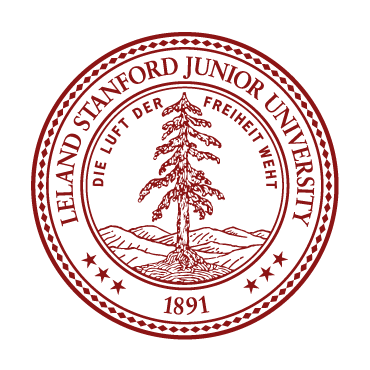 LELAND STANFORD JUNIOR UNIVERSITY
DIE LUFT DER FREIHEIT WEHT
1891